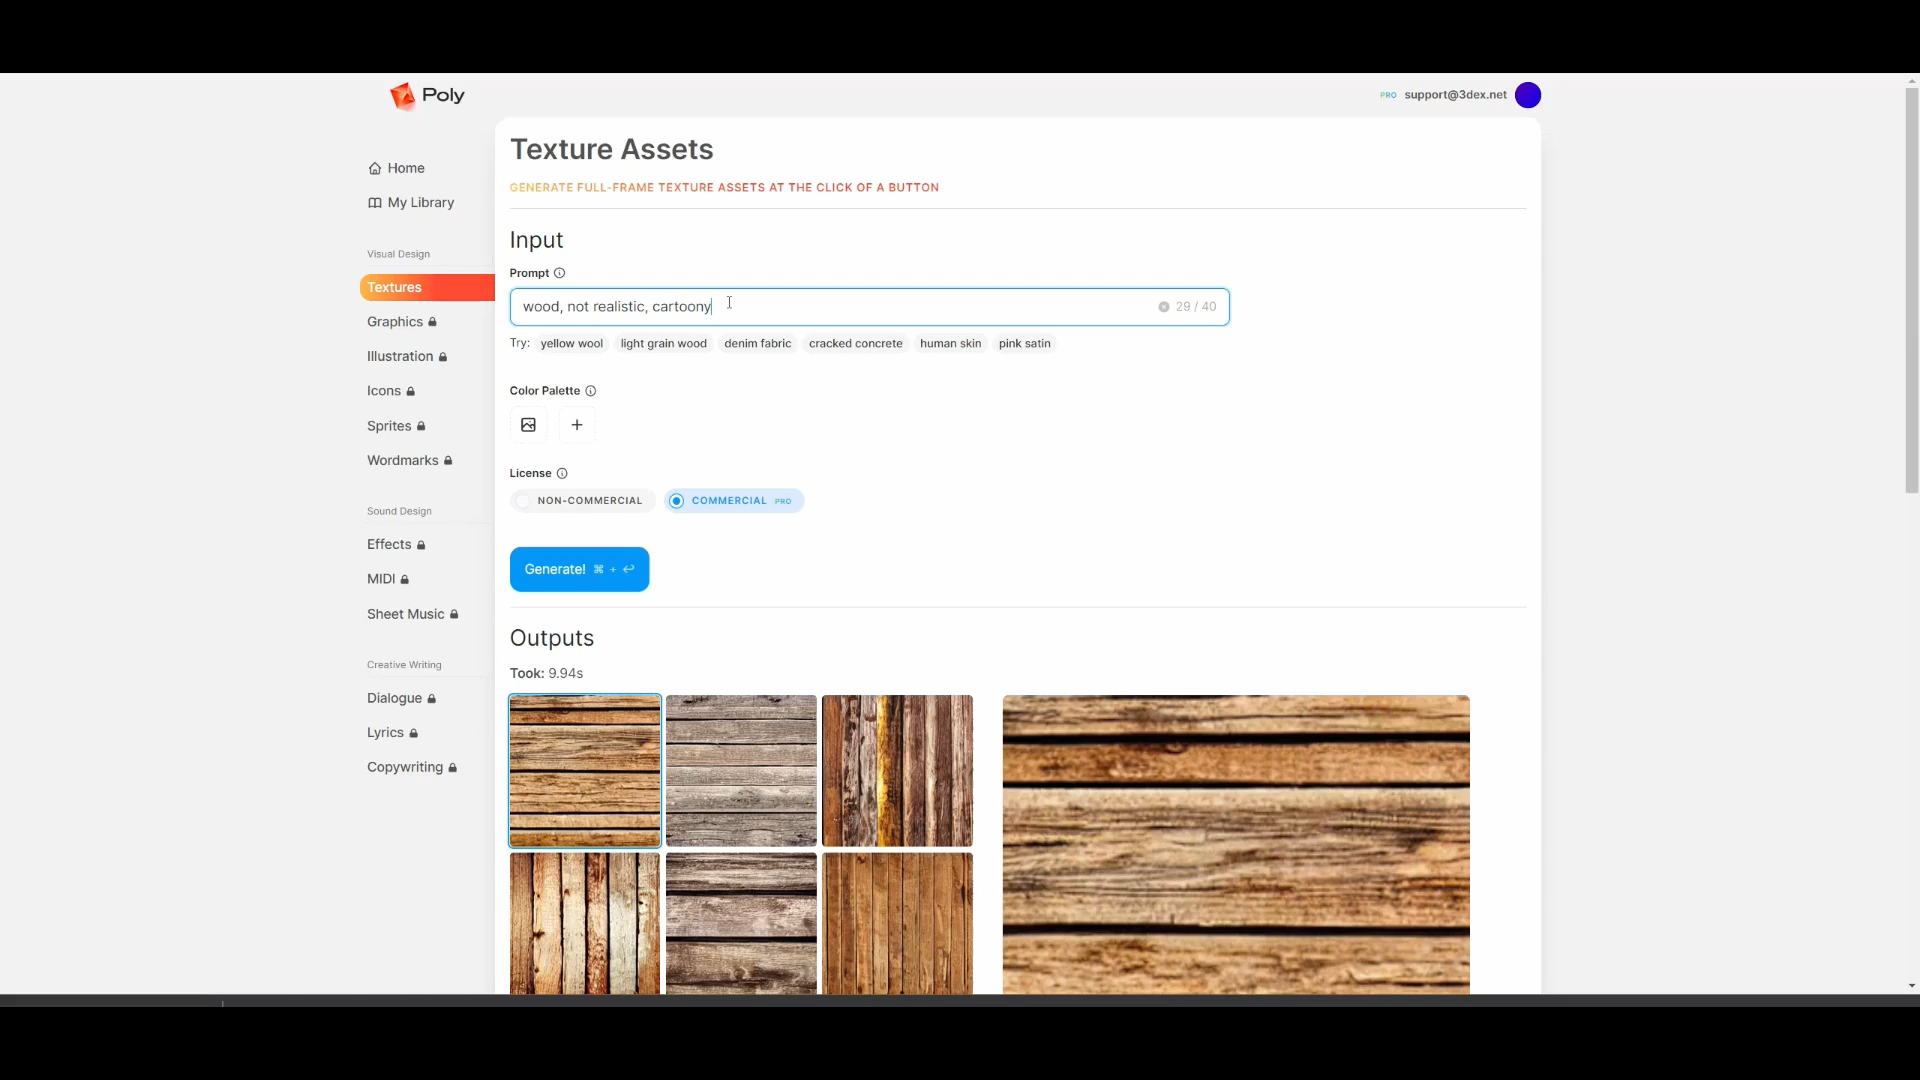 Poly
PRO support@3dex.net
Home
My Library
Visual Design
Textures
Graphics
Illustration
Icons
Sprites
Wordmarks
Sound Design
Effects
MIDI
Sheet Music
Creative Writing
Dialogue
Lyrics
Copywriting
Texture Assets
GENERATE FULL-FRAME TEXTURE ASSETS AT THE CLICK OF A BUTTON
Input
Prompt
wood, not realistic, cartoony 29 / 40
Try: yellow wool light grain wood denim fabric cracked concrete human skin pink satin
Color Palette
License
NON-COMMERCIAL COMMERCIAL PRO
Generate! ⌘ + ↩
Outputs
Took: 9.94s